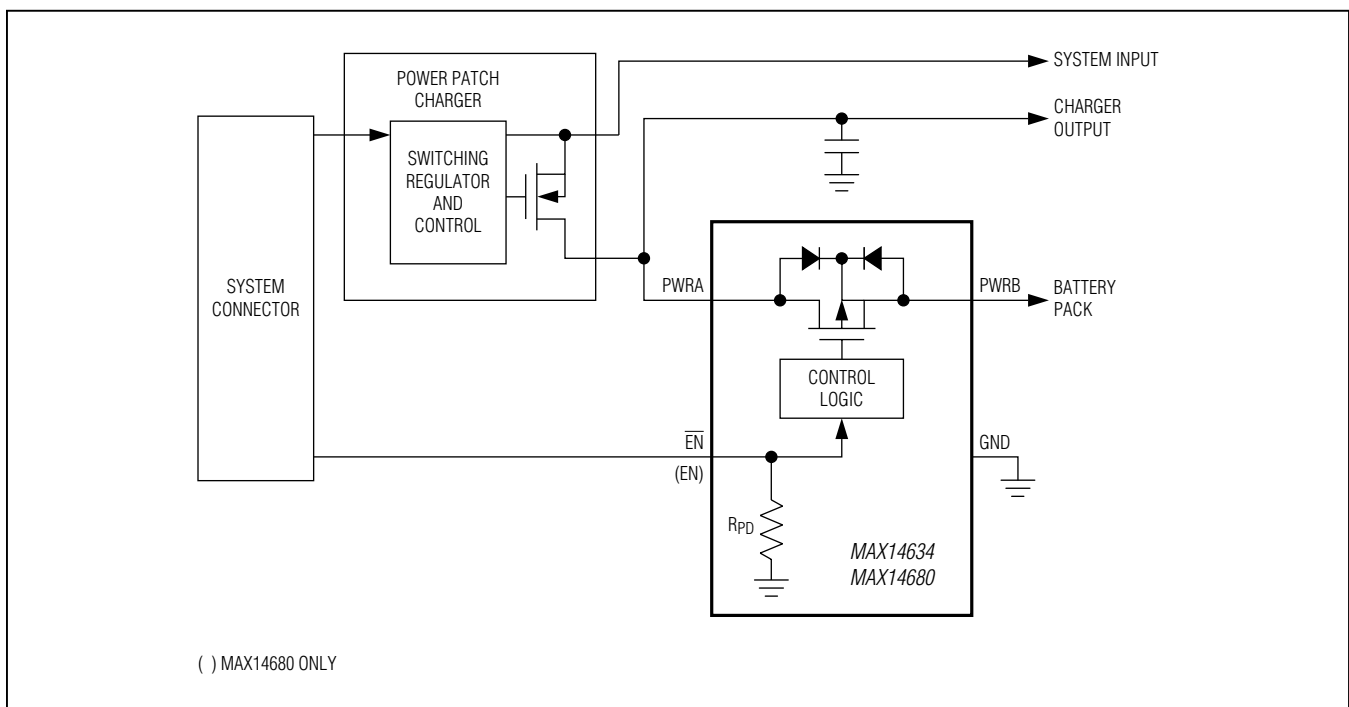 SYSTEM INPUT
POWER PATCH
CHARGER
CHARGER
OUTPUT
SWITCHING
REGULATOR
AND
CONTROL
SYSTEM
CONNECTOR
PWRA
PWRB
BATTERY
PACK
CONTROL
LOGIC
E̅N̅
(EN)
GND
RPD
MAX14634
MAX14680
( ) MAX14680 ONLY